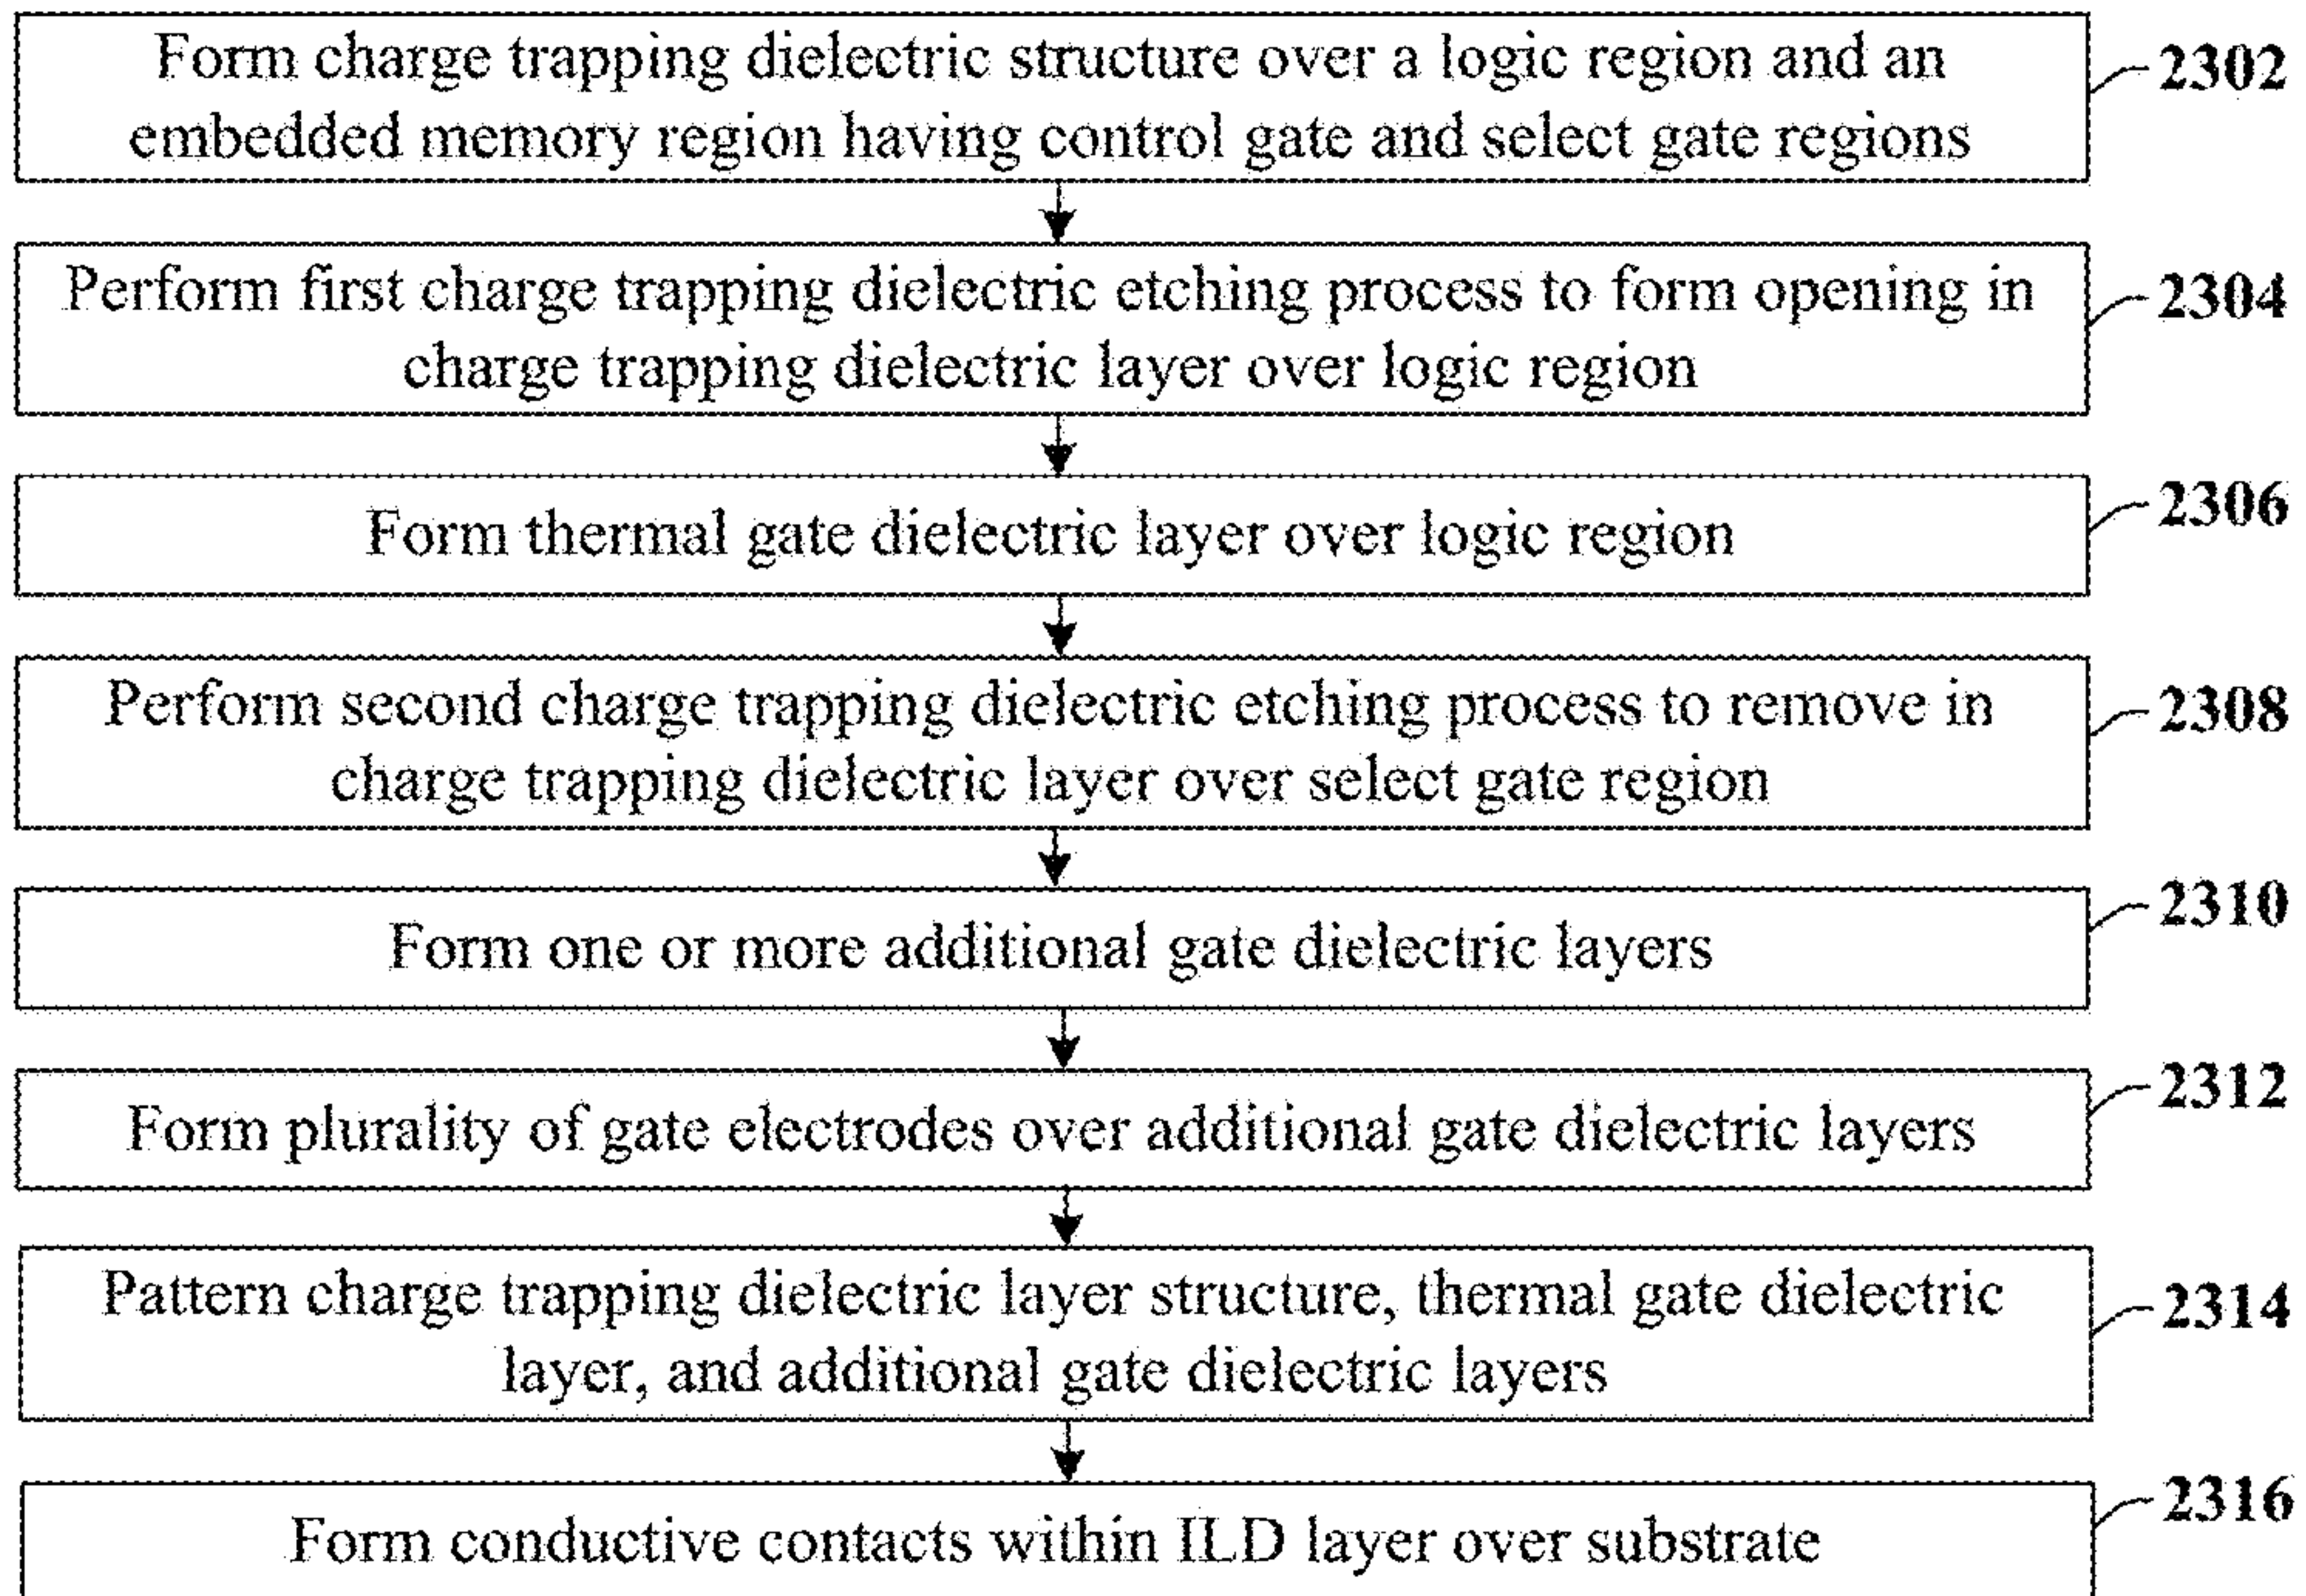 Form charge trapping dielectric structure over a logic region and an
embedded memory region having control gate and select gate regions
2302
Perform first charge trapping dielectric etching process to form opening in
charge trapping dielectric layer over logic region
2304
Form thermal gate dielectric layer over logic region
2306
Perform second charge trapping dielectric etching process to remove in
charge trapping dielectric layer over select gate region
2308
Form one or more additional gate dielectric layers
2310
Form plurality of gate electrodes over additional gate dielectric layers
2312
Pattern charge trapping dielectric layer structure, thermal gate dielectric
layer, and additional gate dielectric layers
2314
Form conductive contacts within ILD layer over substrate
2316